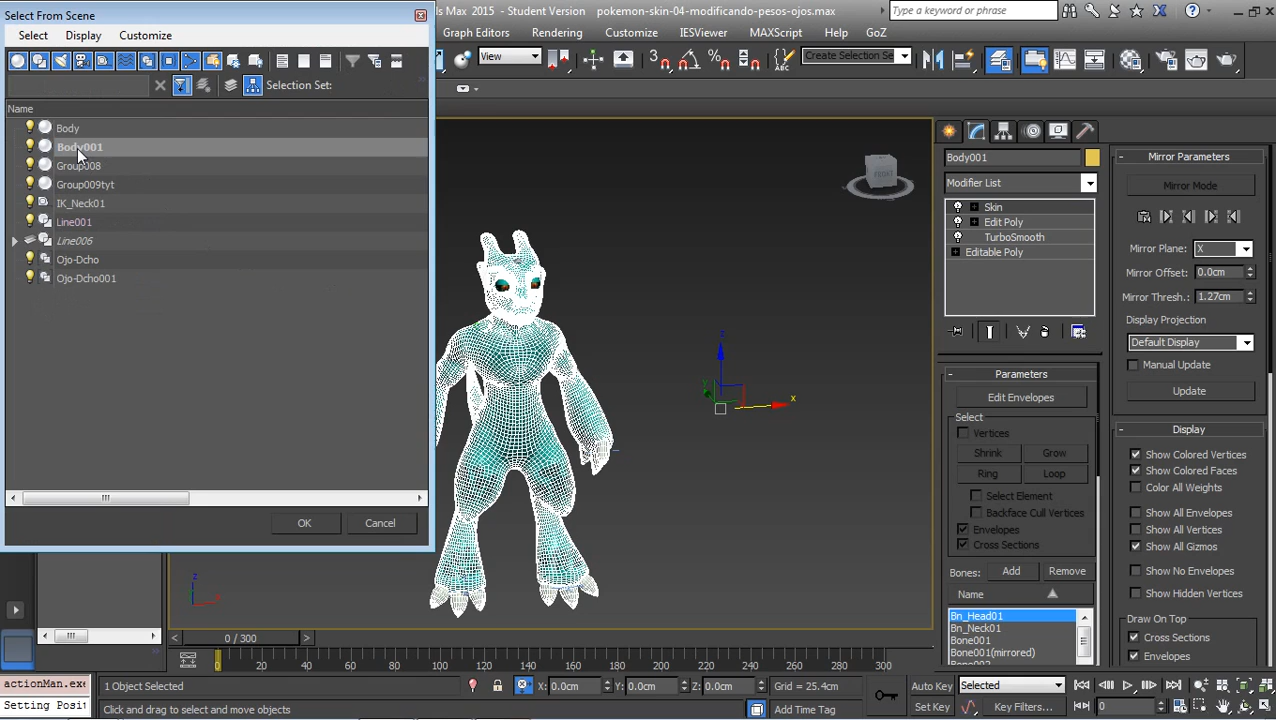 Select From Scene
ds Max 2015 - Student Version pokemon-skin-04-modificando-pesos-ojos.max
Type a keyword or phrase
Select Display Customize
Graph Editors Rendering Customize IESViewer MAXScript Help GoZ
View
Create Selection Se
Selection Set:
Name
Body
Body001
Group008
Group009tyt
IK_Neck01
Line001
Line006
Ojo-Dcho
Ojo-Dcho001
OK Cancel
FRONT
z
x
y
Body001
Modifier List
Skin
Edit Poly
TurboSmooth
Editable Poly
Parameters
Edit Envelopes
Select
Vertices
Shrink Grow
Ring Loop
Select Element
Backface Cull Vertices
Envelopes
Cross Sections
Bones: Add Remove
Name
Bn_Head01
Bn_Neck01
Bone001
Bone001(mirrored)
Bone002
Mirror Parameters
Mirror Mode
Mirror Plane: X
Mirror Offset: 0.0cm
Mirror Thresh.: 1.27cm
Display Projection
Default Display
Manual Update
Update
Display
Show Colored Vertices
Show Colored Faces
Color All Weights
Show All Envelopes
Show All Vertices
Show All Gizmos
Show No Envelopes
Show Hidden Vertices
Draw On Top
Cross Sections
Envelopes
0 / 300
0 20 40 60 80 100 120 140 160 180 200 220 240 260 280 300
actionMan.exe
Setting Posit
1 Object Selected
X: 0.0cm Y: 0.0cm Z: 0.0cm Grid = 25.4cm
Click and drag to select and move objects
Add Time Tag
Auto Key Selected
Set Key Key Filters... 0